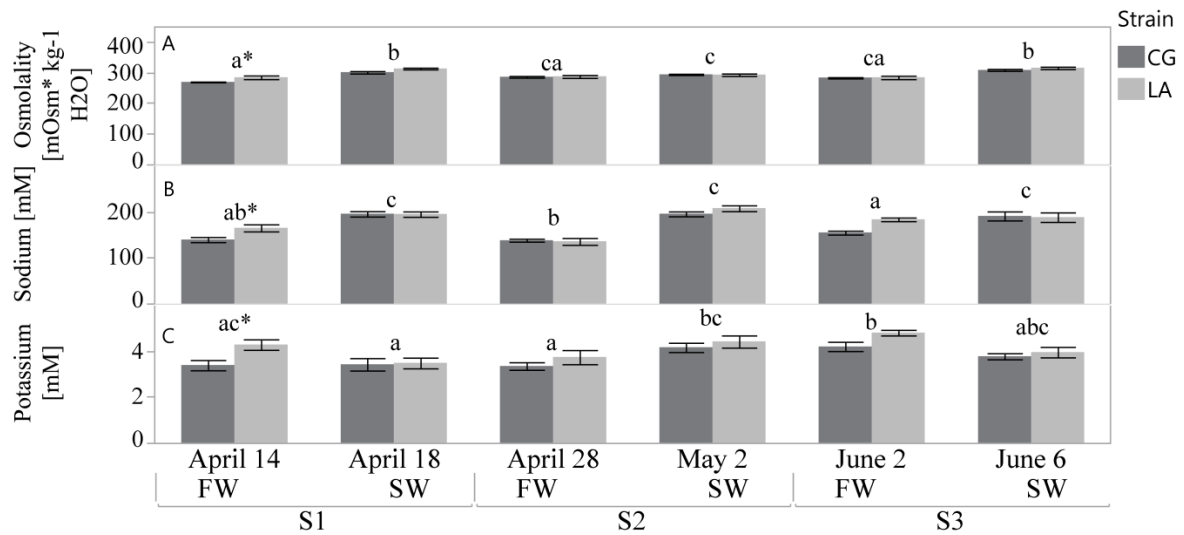 Strain
CG
LA
A
Osmolality
[mOsm* kg-1
H2O]
400
300
200
100
0
a*
b
ca
c
ca
b
B
Sodium [mM]
200
100
0
ab*
c
b
c
a
c
C
Potassium
[mM]
4
2
0
ac*
a
a
bc
b
abc
April 14
April 18
April 28
May 2
June 2
June 6
FW
SW
FW
SW
FW
SW
S1
S2
S3